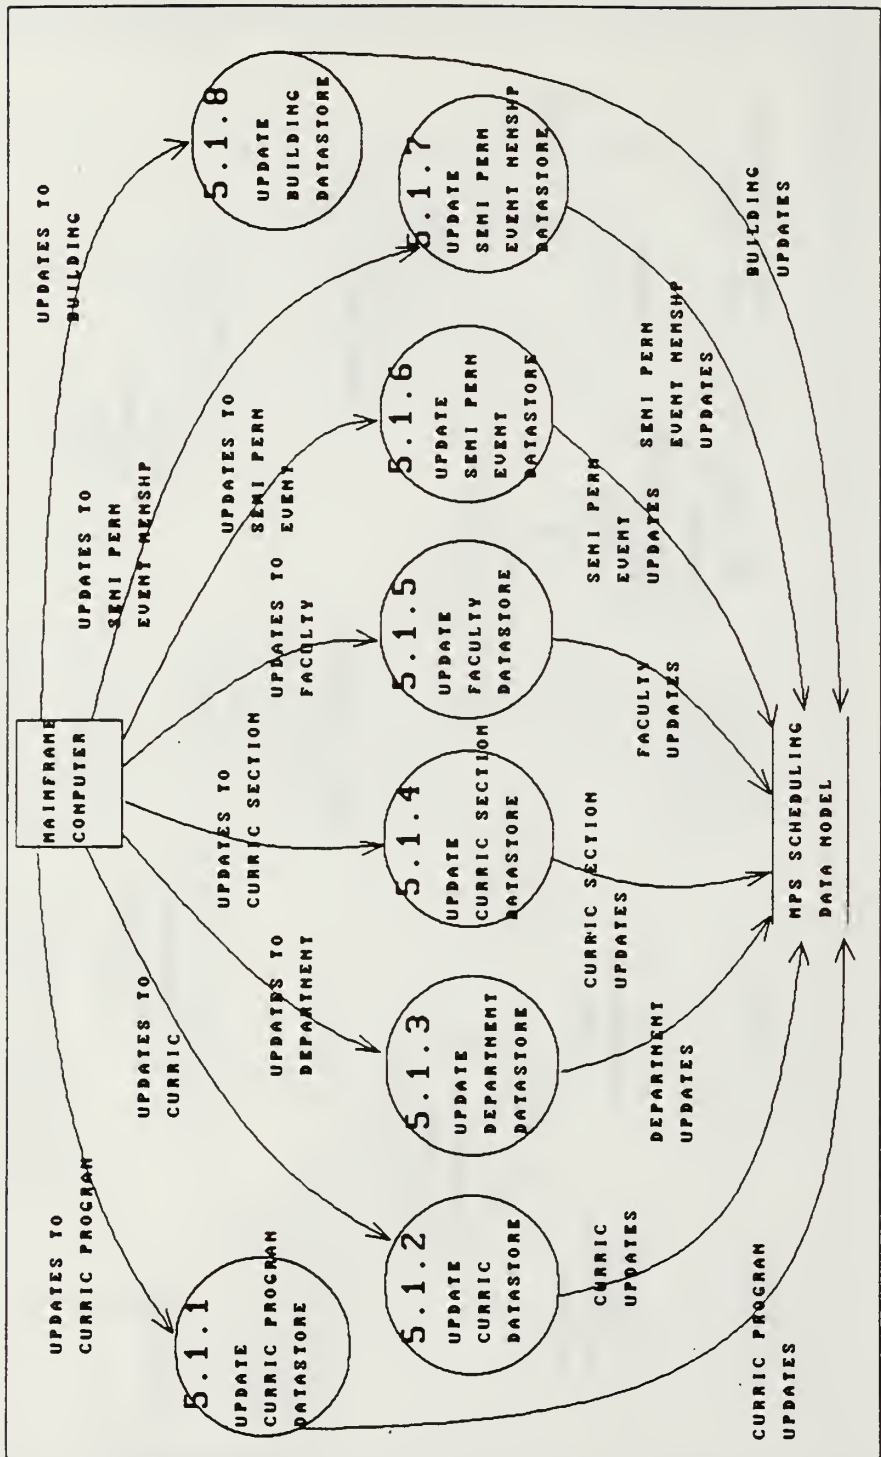 MAINFRAME
COMPUTER
UPDATES TO
CURRIC PROGRAM
UPDATES TO
CURRIC
UPDATES TO
DEPARTMENT
UPDATES TO
CURRIC SECTION
UPDATES TO
FACULTY
UPDATES TO
SEMI PERM
EVENT
UPDATES TO
SEMI PERM
EVENT MEMSHP
UPDATES TO
BUILDING
5.1.1
UPDATE
CURRIC PROGRAM
DATASTORE
5.1.2
UPDATE
CURRIC
DATASTORE
5.1.3
UPDATE
DEPARTMENT
DATASTORE
5.1.4
UPDATE
CURRIC SECTION
DATASTORE
5.1.5
UPDATE
FACULTY
DATASTORE
5.1.6
UPDATE
SEMI PERM
EVENT
DATASTORE
5.1.7
UPDATE
SEMI PERM
EVENT MEMSHP
DATASTORE
5.1.8
UPDATE
BUILDING
DATASTORE
CURRIC PROGRAM
UPDATES
CURRIC
UPDATES
DEPARTMENT
UPDATES
CURRIC SECTION
UPDATES
FACULTY
UPDATES
SEMI PERM
EVENT
UPDATES
SEMI PERM
EVENT MEMSHP
UPDATES
BUILDING
UPDATES
NPS SCHEDULING
DATA MODEL